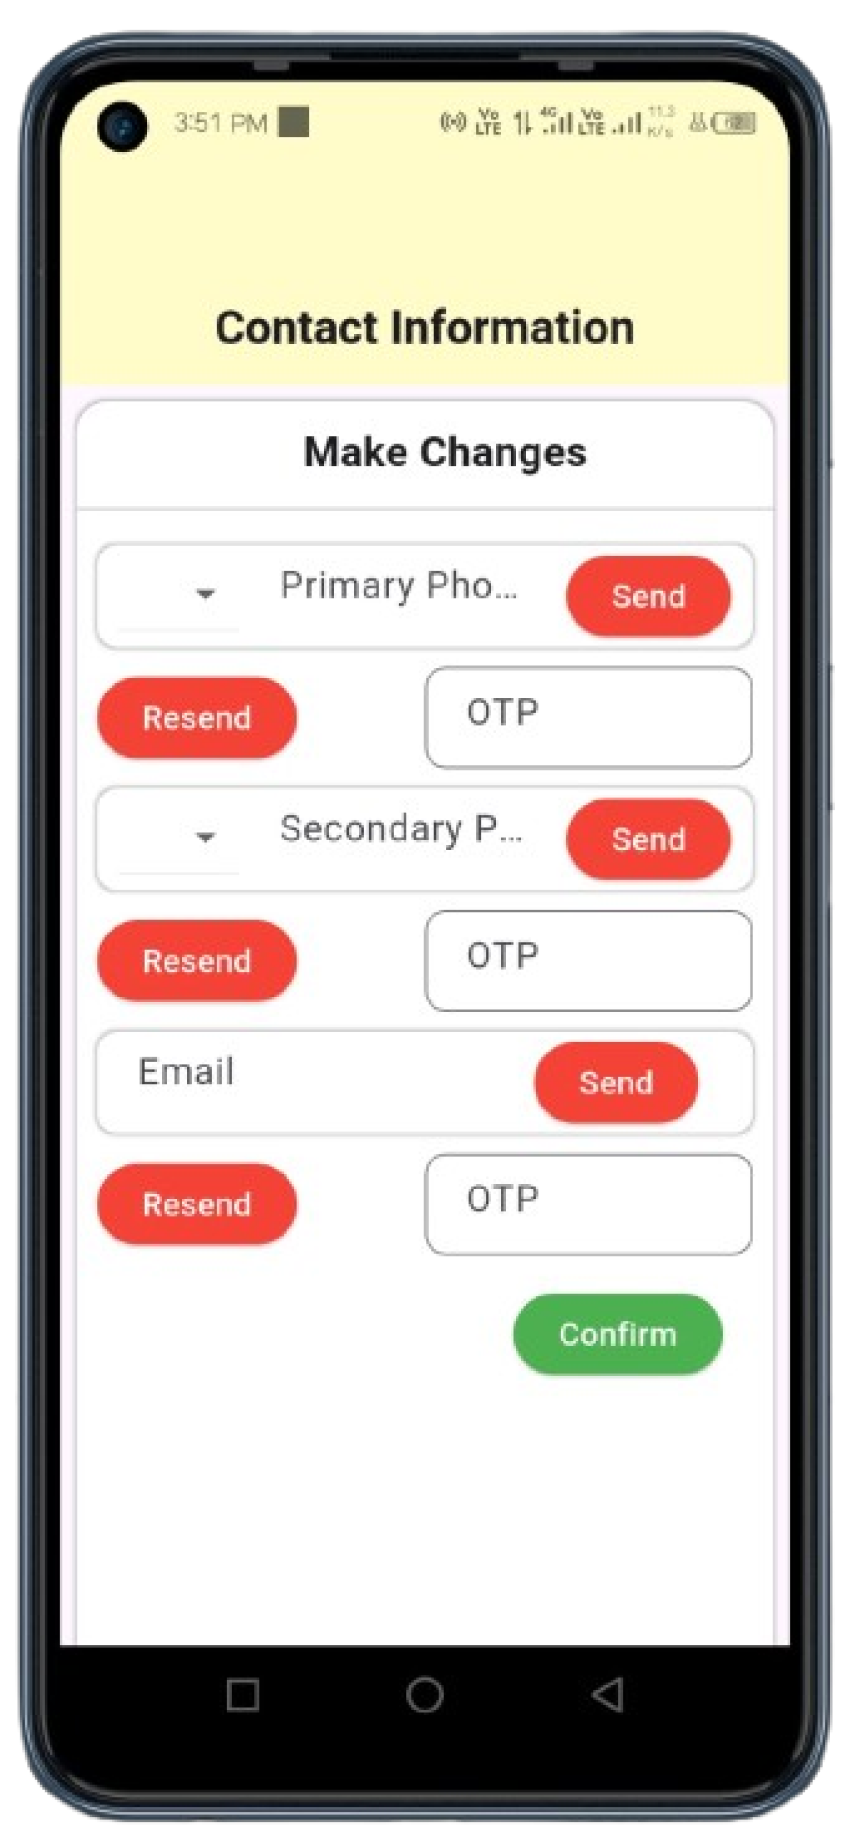 3:51 PM Vo LTE 4G Vo LTE 11.3 K/s
Contact Information
Make Changes
Primary Pho... Send
Resend OTP
Secondary P... Send
Resend OTP
Email Send
Resend OTP
Confirm